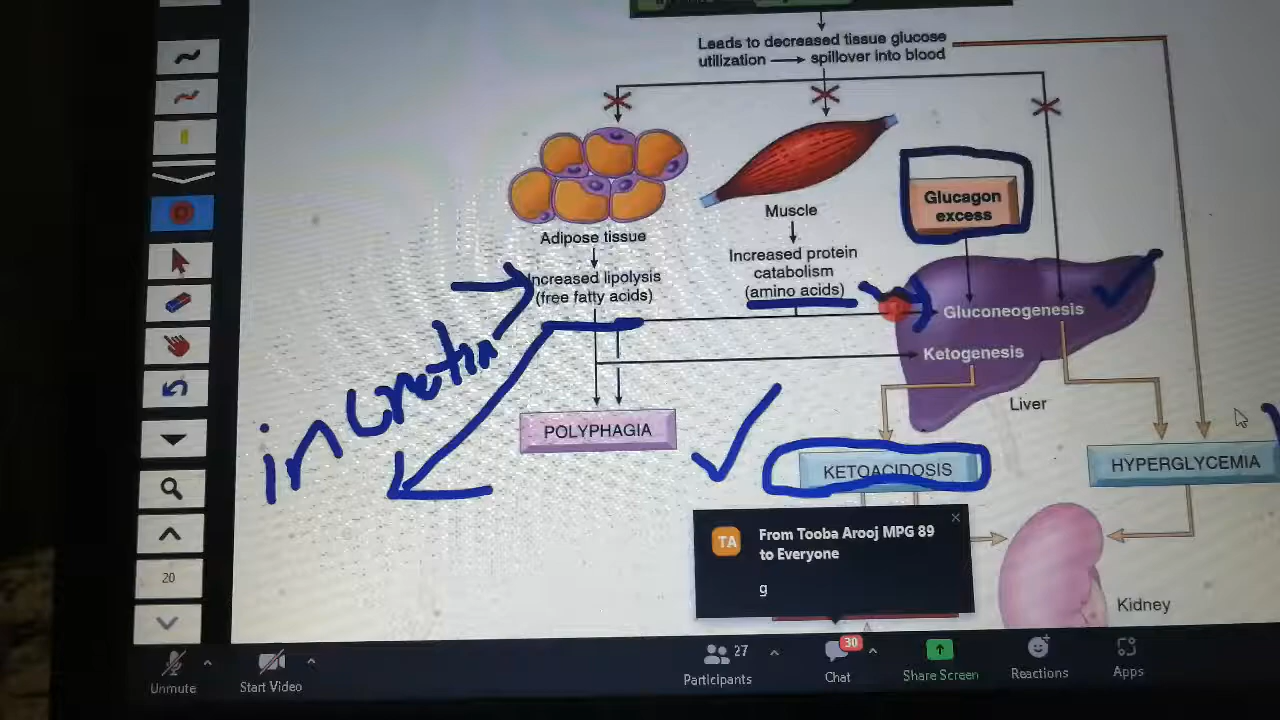 Leads to decreased tissue glucose
utilization → spillover into blood
Adipose tissue
Increased lipolysis
(free fatty acids)
Muscle
Increased protein
catabolism
(amino acids)
Glucagon
excess
Gluconeogenesis
Ketogenesis
Liver
incretin
POLYPHAGIA
KETOACIDOSIS
HYPERGLYCEMIA
Kidney
TA
From Tooba Arooj MPG 89
to Everyone
g
20
Unmute
Start Video
27
Participants
30
Chat
Share Screen
Reactions
Apps